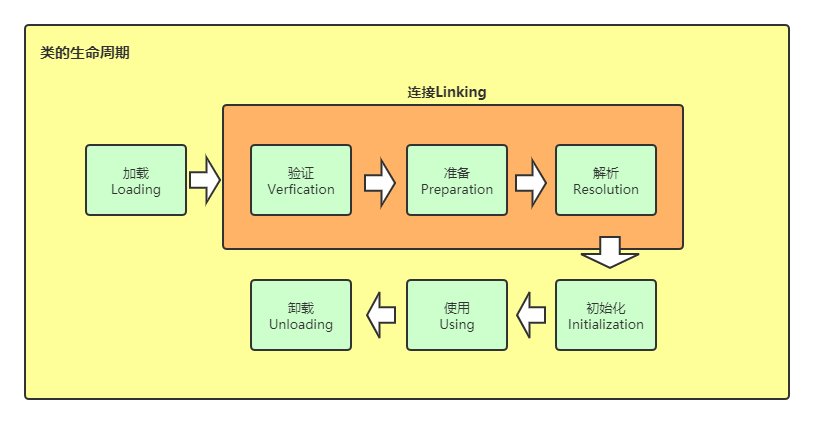 类的生命周期
连接Linking
加载
Loading
验证
Verfication
准备
Preparation
解析
Resolution
卸载
Unloading
使用
Using
初始化
Initialization